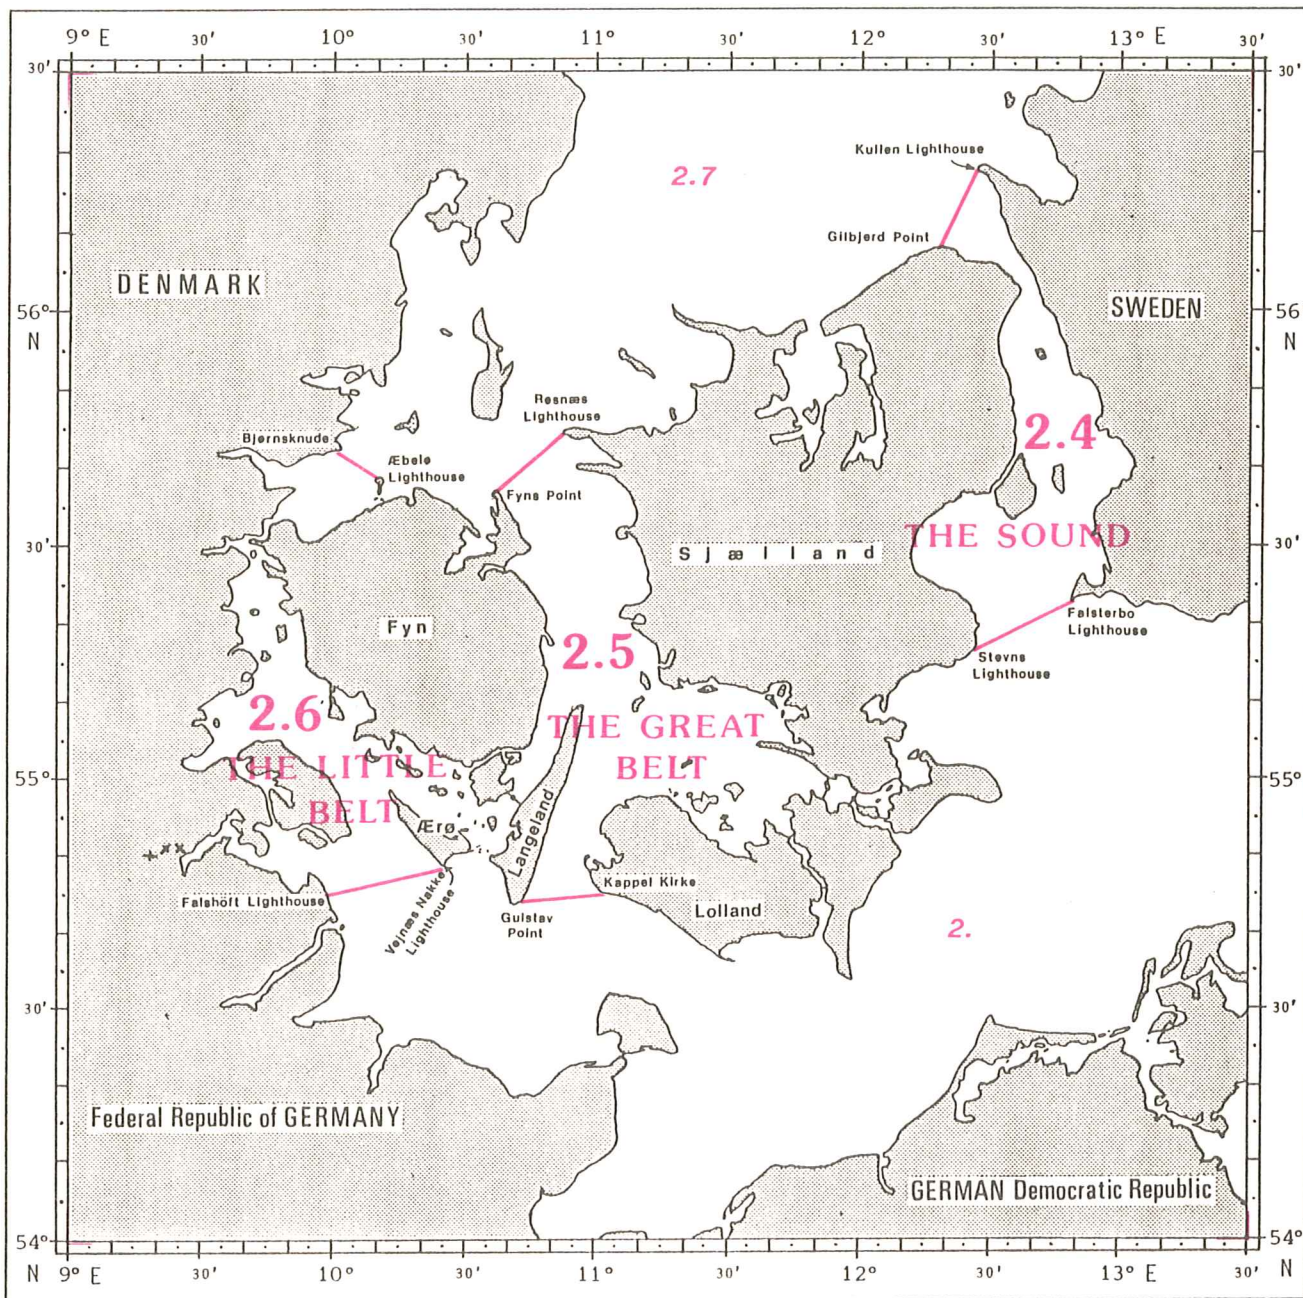 9° E 30' 10° 30' 11° 30' 12° 30' 13° E 30'
30' 30'
Kullen Lighthouse
2.7
Gilbjerd Point
DENMARK
SWEDEN
56° 56
N N
Resnæs
Lighthouse
Bjørnsknude
2.4
Æbelø
Lighthouse
Fyns Point
THE SOUND
30' 30'
Sjælland
Falsterbo
Lighthouse
Fyn
2.5
Stevns
Lighthouse
2.6
THE GREAT
BELT
THE LITTLE
BELT
55° 55°
Ærø
Langeland
Kappel Kirke
Falshöft Lighthouse
Vejnæs Nakke
Lighthouse
Gulstav
Point
Lolland
2.
30' 30'
Federal Republic of GERMANY
GERMAN Democratic Republic
54° 54°
N 9° E 30' 10° 30' 11° 30' 12° 30' 13° E 30' N